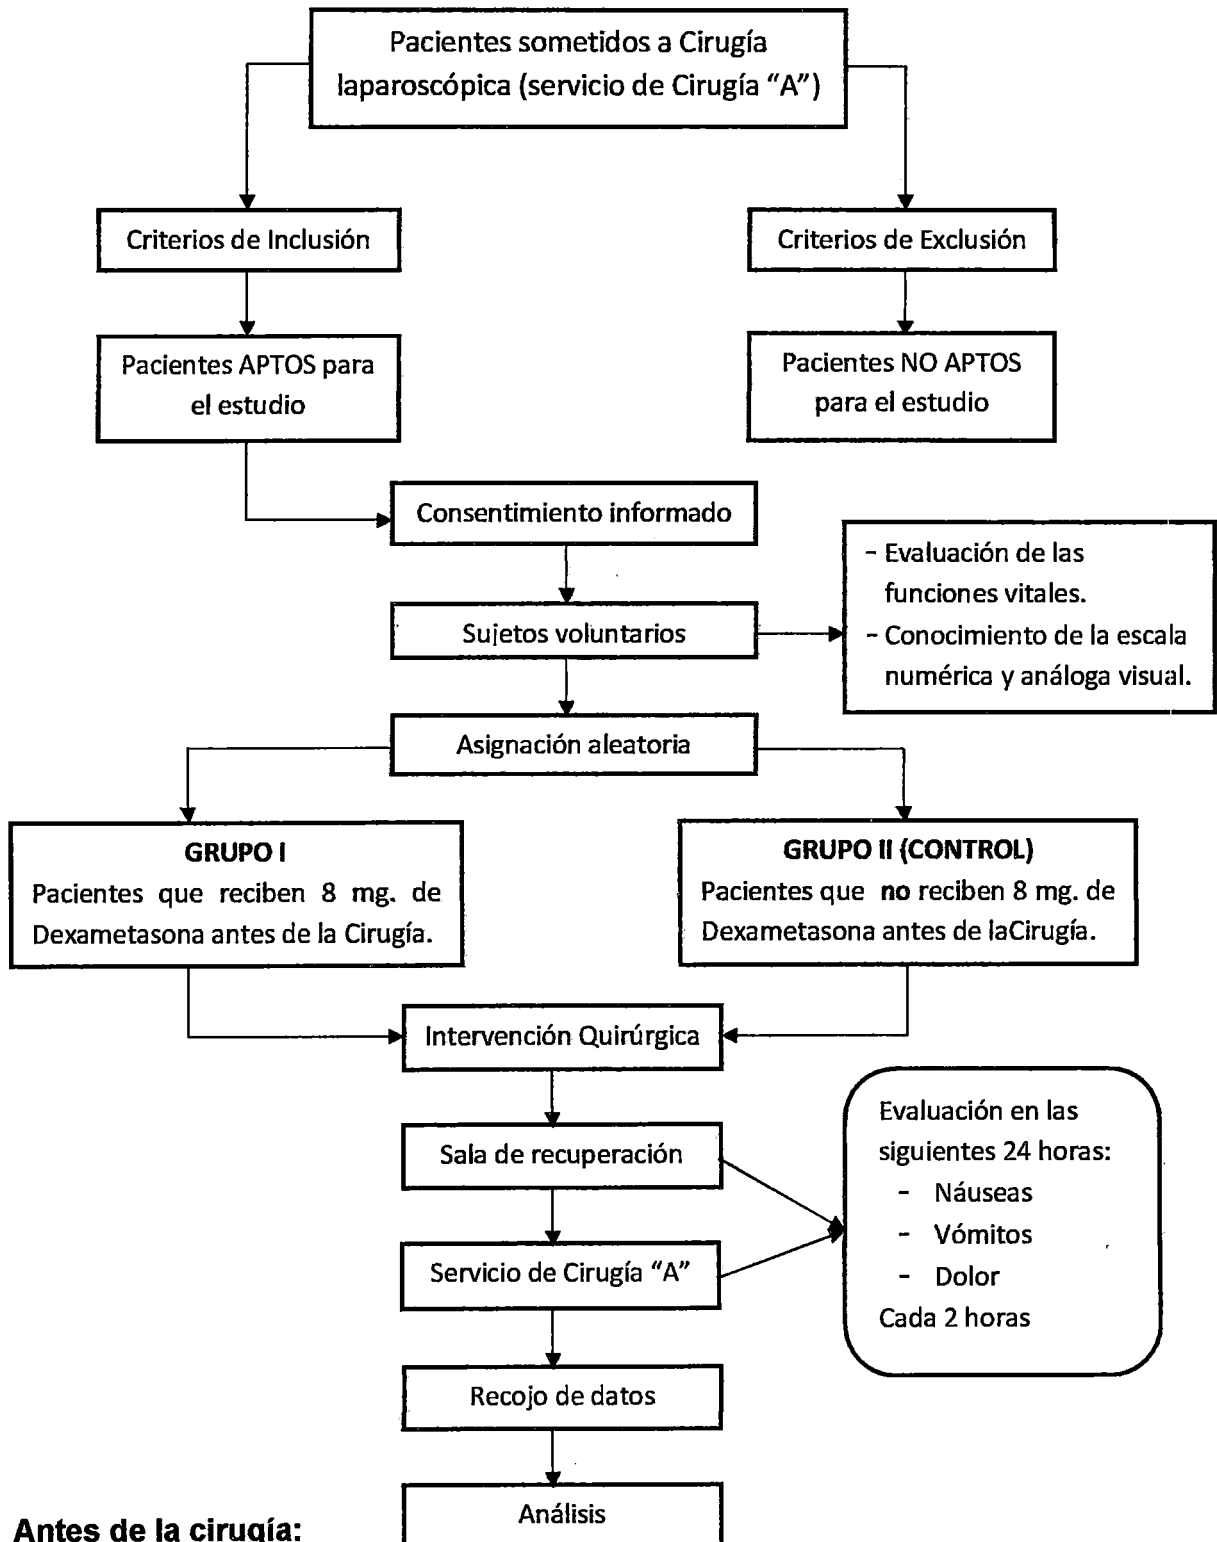 Pacientes sometidos a Cirugía
laparoscópica (servicio de Cirugía "A")
Criterios de Inclusión
Criterios de Exclusión
Pacientes APTOS para
el estudio
Pacientes NO APTOS
para el estudio
Consentimiento informado
Sujetos voluntarios
- Evaluación de las
funciones vitales.
- Conocimiento de la escala
numérica y análoga visual.
Asignación aleatoria
GRUPO I
Pacientes que reciben 8 mg. de
Dexametasona antes de la Cirugía.
GRUPO II (CONTROL)
Pacientes que no reciben 8 mg. de
Dexametasona antes de laCirugía.
Intervención Quirúrgica
Sala de recuperación
Servicio de Cirugía "A"
Evaluación en las
siguientes 24 horas:
- Náuseas
- Vómitos
- Dolor
Cada 2 horas
Recojo de datos
Análisis
Antes de la cirugía: